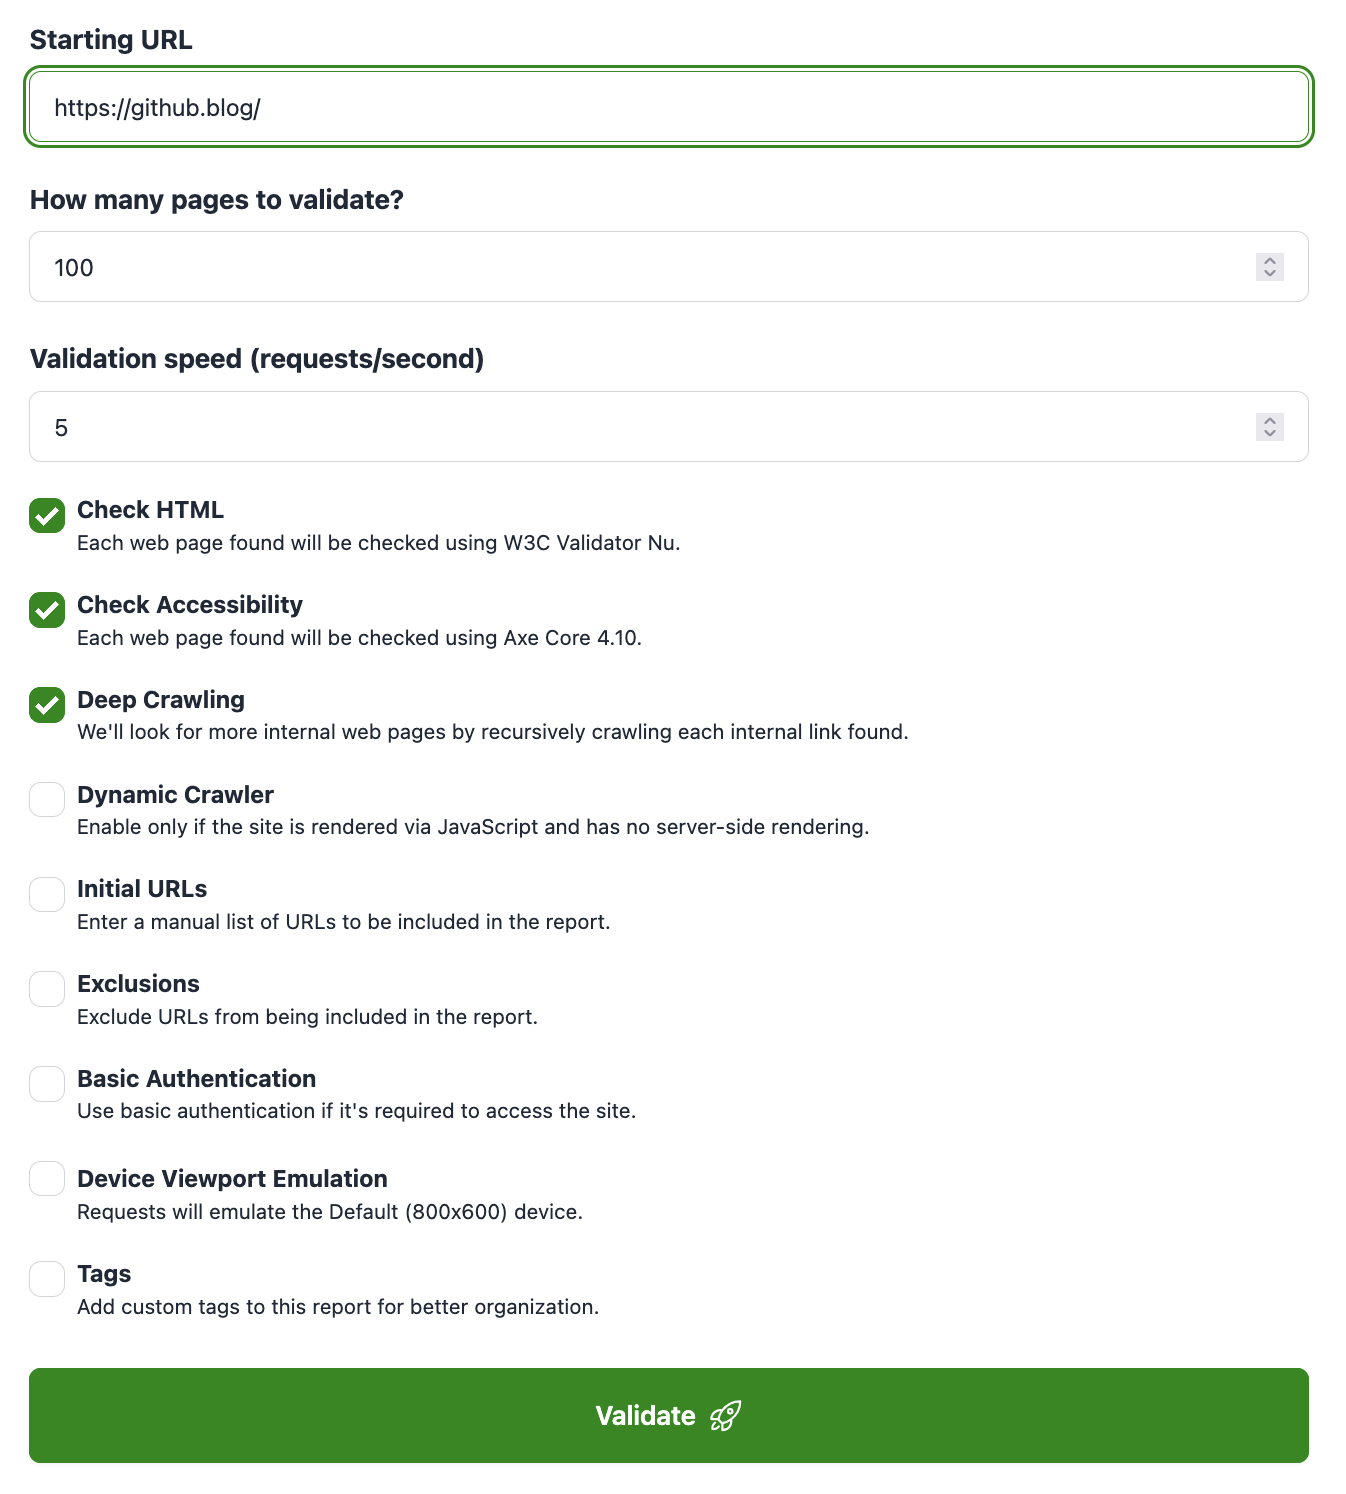 Starting URL
https://github.blog/
How many pages to validate?
100
Validation speed (requests/second)
5
Check HTML
Each web page found will be checked using W3C Validator Nu.
Check Accessibility
Each web page found will be checked using Axe Core 4.10.
Deep Crawling
We'll look for more internal web pages by recursively crawling each internal link found.
Dynamic Crawler
Enable only if the site is rendered via JavaScript and has no server-side rendering.
Initial URLs
Enter a manual list of URLs to be included in the report.
Exclusions
Exclude URLs from being included in the report.
Basic Authentication
Use basic authentication if it's required to access the site.
Device Viewport Emulation
Requests will emulate the Default (800x600) device.
Tags
Add custom tags to this report for better organization.
Validate